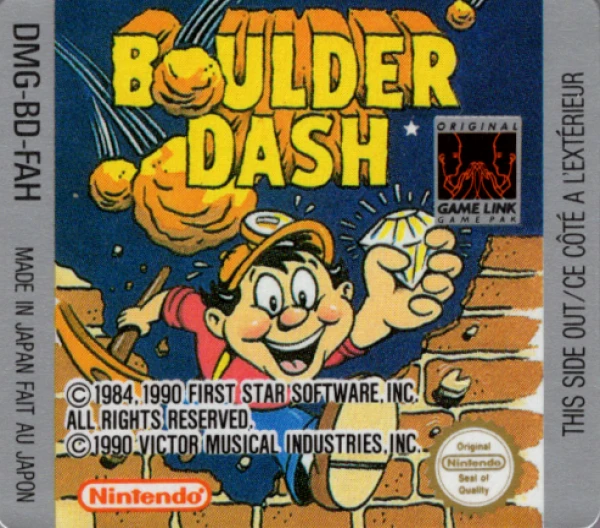 BOULDER
DASH
ORIGINAL
GAME LINK
GAME PAK
DMG-BD-FAH
MADE IN JAPAN FAIT AU JAPON
THIS SIDE OUT/CE CÔTÉ A L'EXTÉRIEUR
©1984,1990 FIRST STAR SOFTWARE,INC.
ALL RIGHTS RESERVED.
©1990 VICTOR MUSICAL INDUSTRIES,INC.
Nintendo
Original
Nintendo
Seal of
Quality